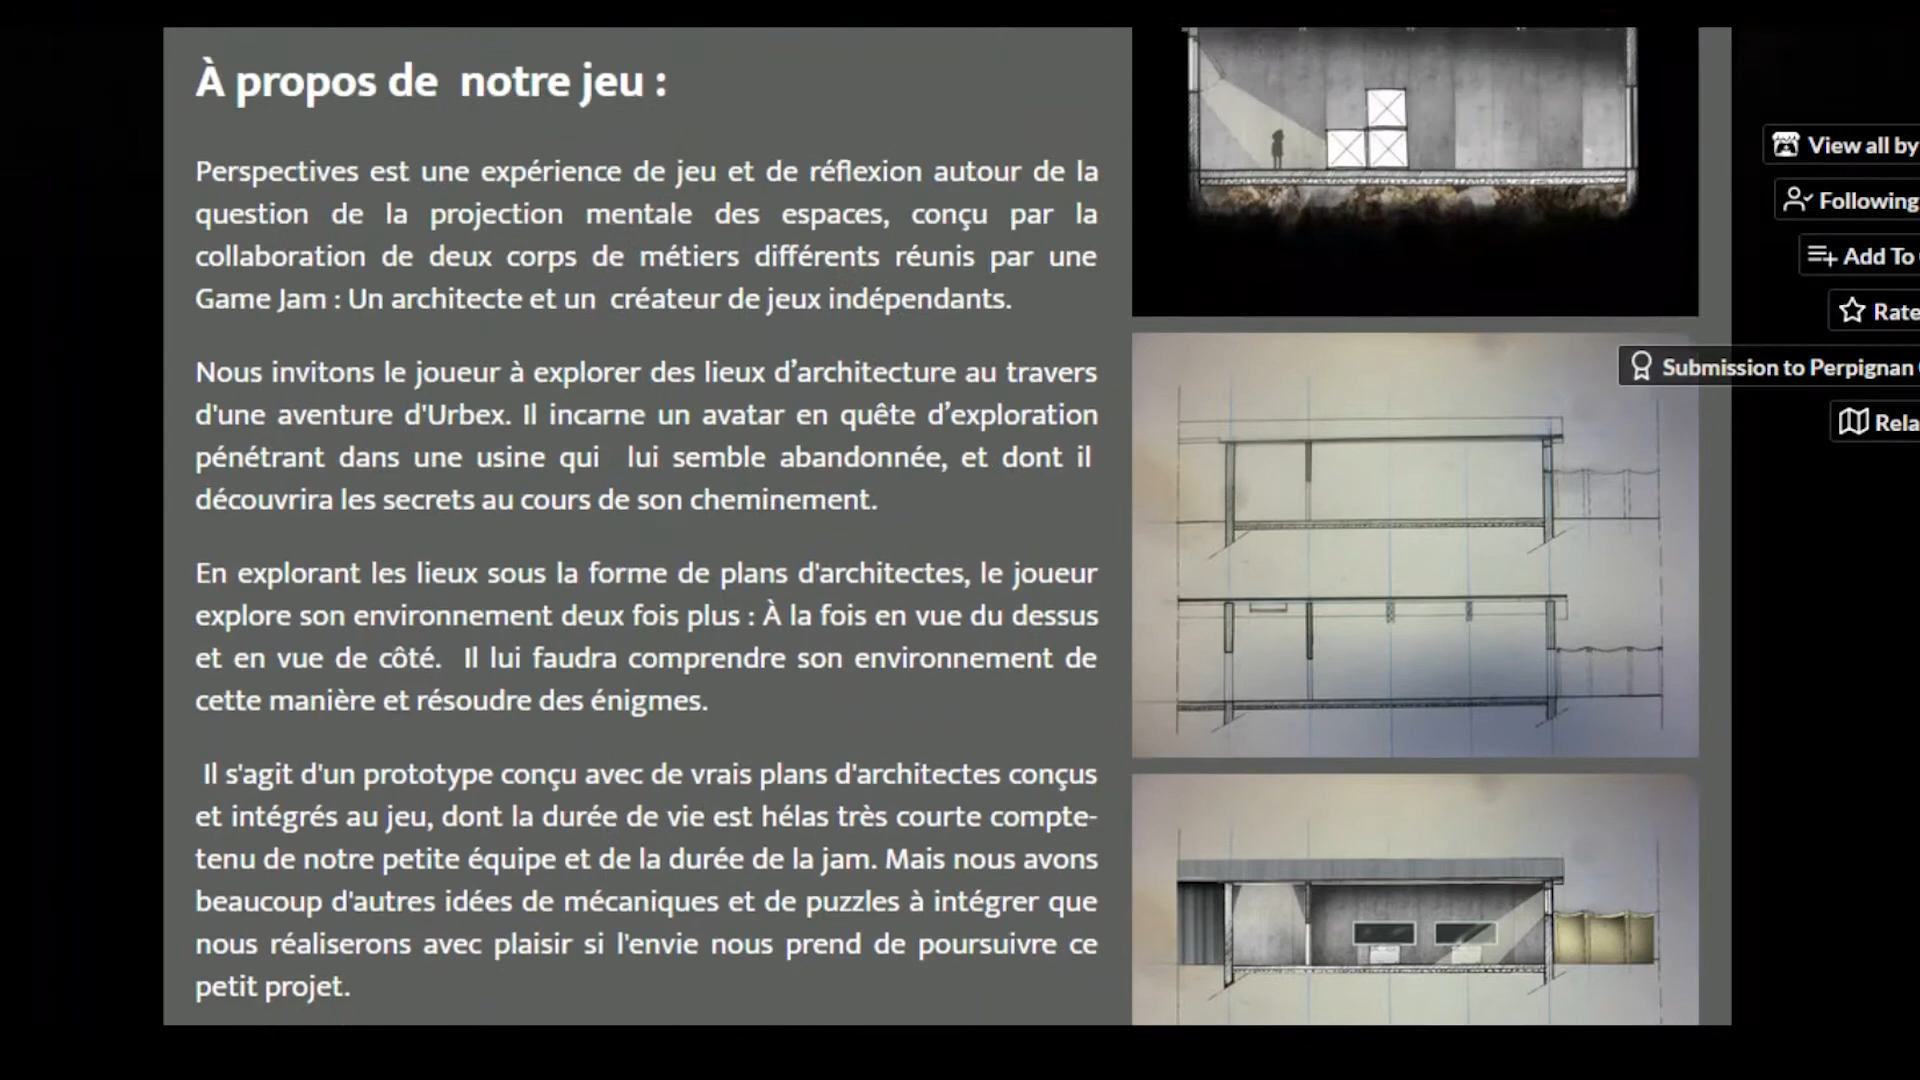 À propos de notre jeu :
Perspectives est une expérience de jeu et de réflexion autour de la
question de la projection mentale des espaces, conçu par la
collaboration de deux corps de métiers différents réunis par une
Game Jam : Un architecte et un créateur de jeux indépendants.
Nous invitons le joueur à explorer des lieux d’architecture au travers
d'une aventure d'Urbex. Il incarne un avatar en quête d’exploration
pénétrant dans une usine qui lui semble abandonnée, et dont il
découvrira les secrets au cours de son cheminement.
En explorant les lieux sous la forme de plans d'architectes, le joueur
explore son environnement deux fois plus : À la fois en vue du dessus
et en vue de côté. Il lui faudra comprendre son environnement de
cette manière et résoudre des énigmes.
Il s'agit d'un prototype conçu avec de vrais plans d'architectes conçus
et intégrés au jeu, dont la durée de vie est hélas très courte compte-
tenu de notre petite équipe et de la durée de la jam. Mais nous avons
beaucoup d'autres idées de mécaniques et de puzzles à intégrer que
nous réaliserons avec plaisir si l'envie nous prend de poursuivre ce
petit projet.
View all by
Following
Add To
Rate
Submission to Perpignan
Rela